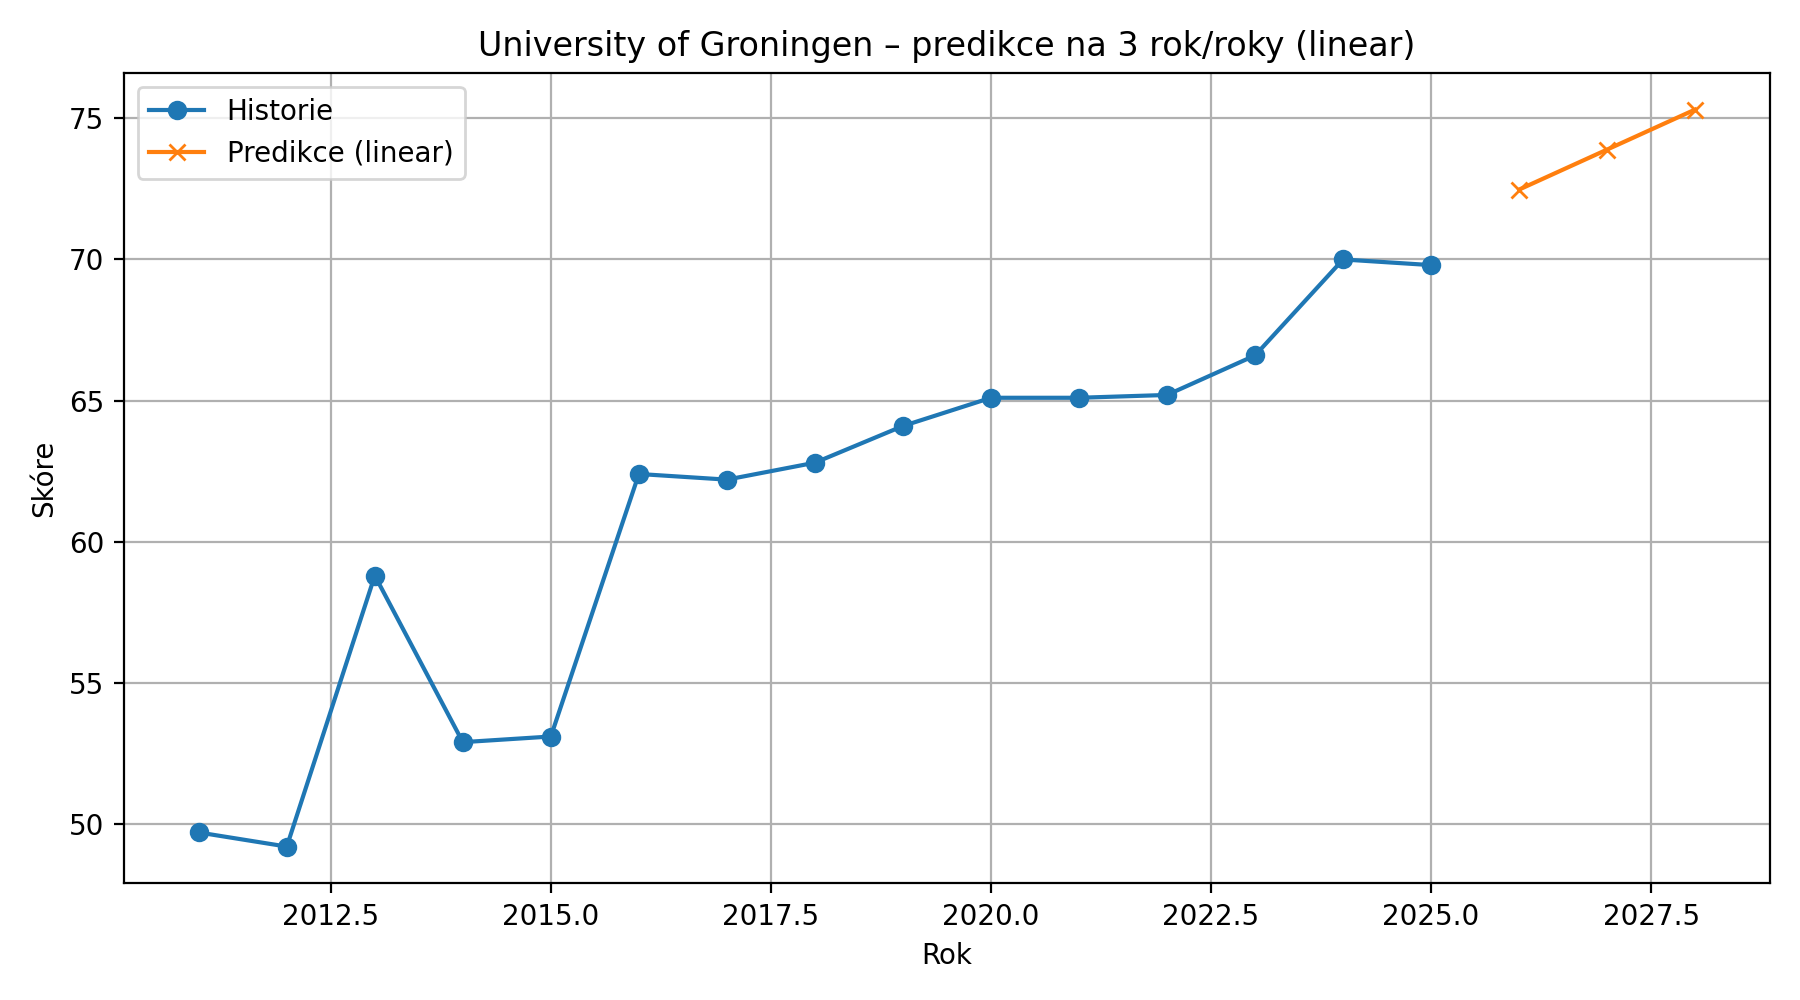 University of Groningen – predikce na 3 rok/roky (linear)
Historie
Predikce (linear)
75
70
65
60
55
50
Skóre
2012.5 2015.0 2017.5 2020.0 2022.5 2025.0 2027.5
Rok